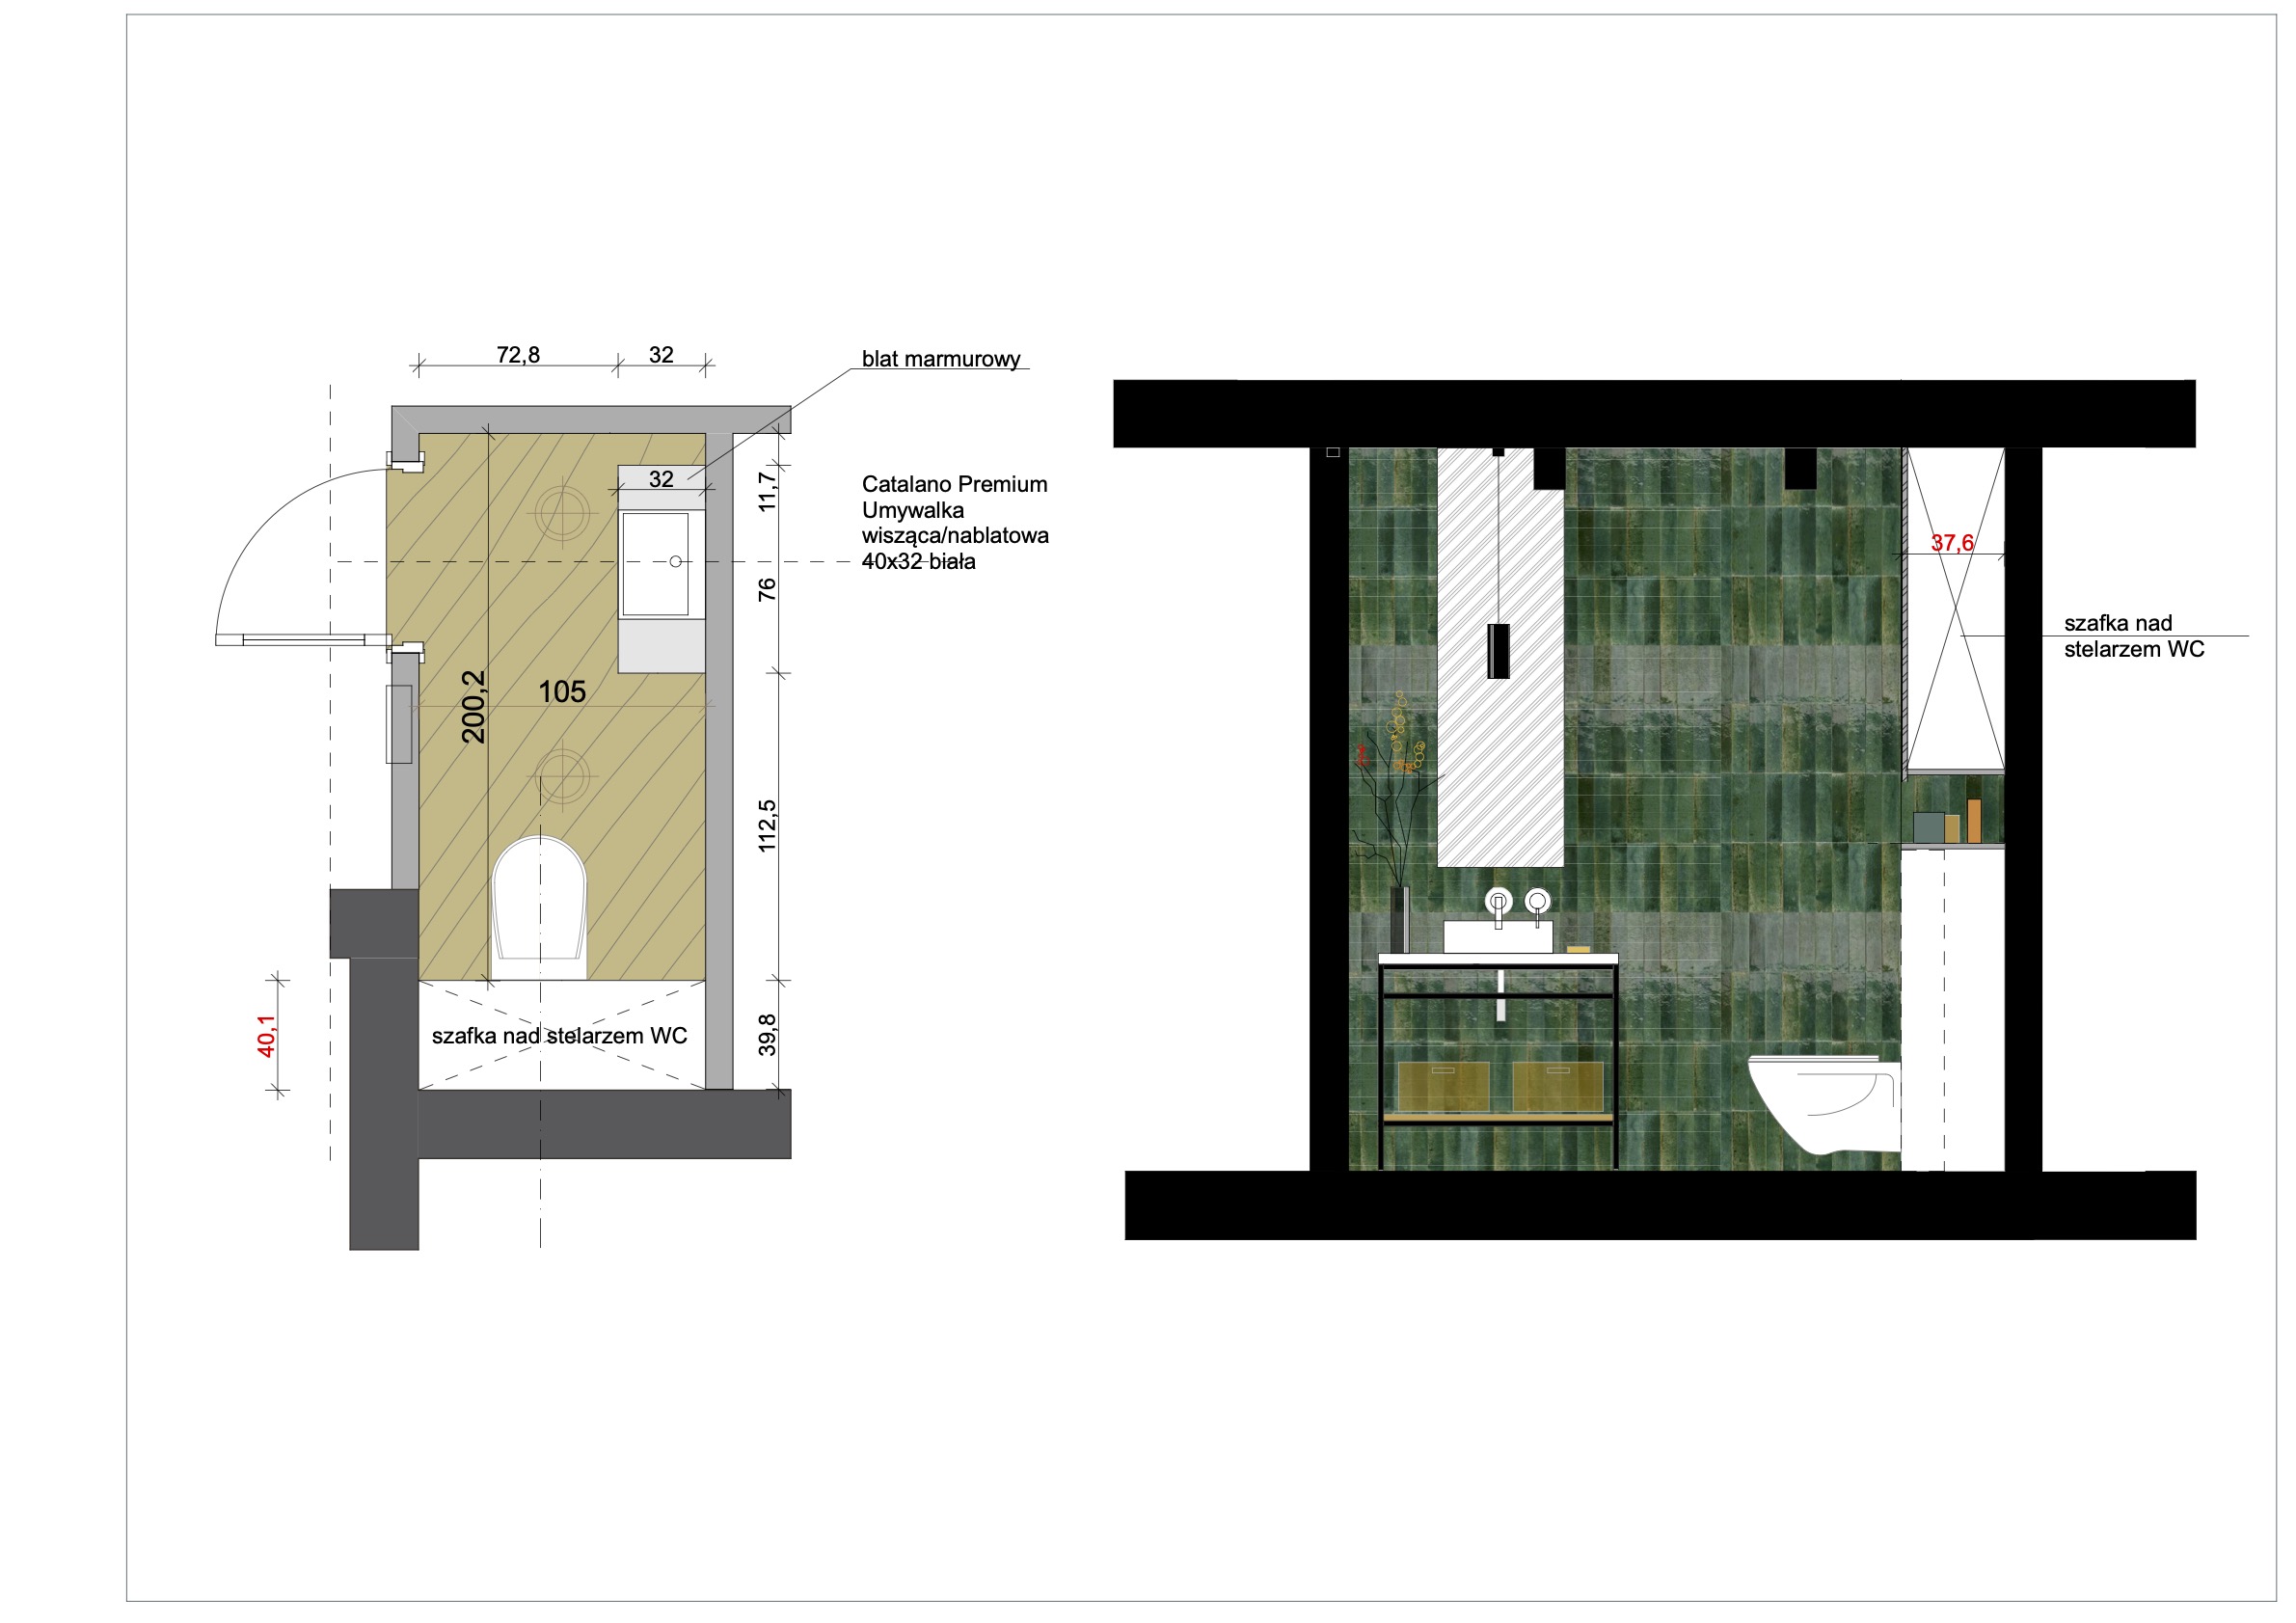 72,8
32
blat marmurowy
32
11,7
Catalano Premium
Umywalka
wisząca/nablatowa
40x32 biała
76
37,6
szafka nad
stelarzem WC
200,2
105
112,5
40,1
szafka nad stelarzem WC
39,8